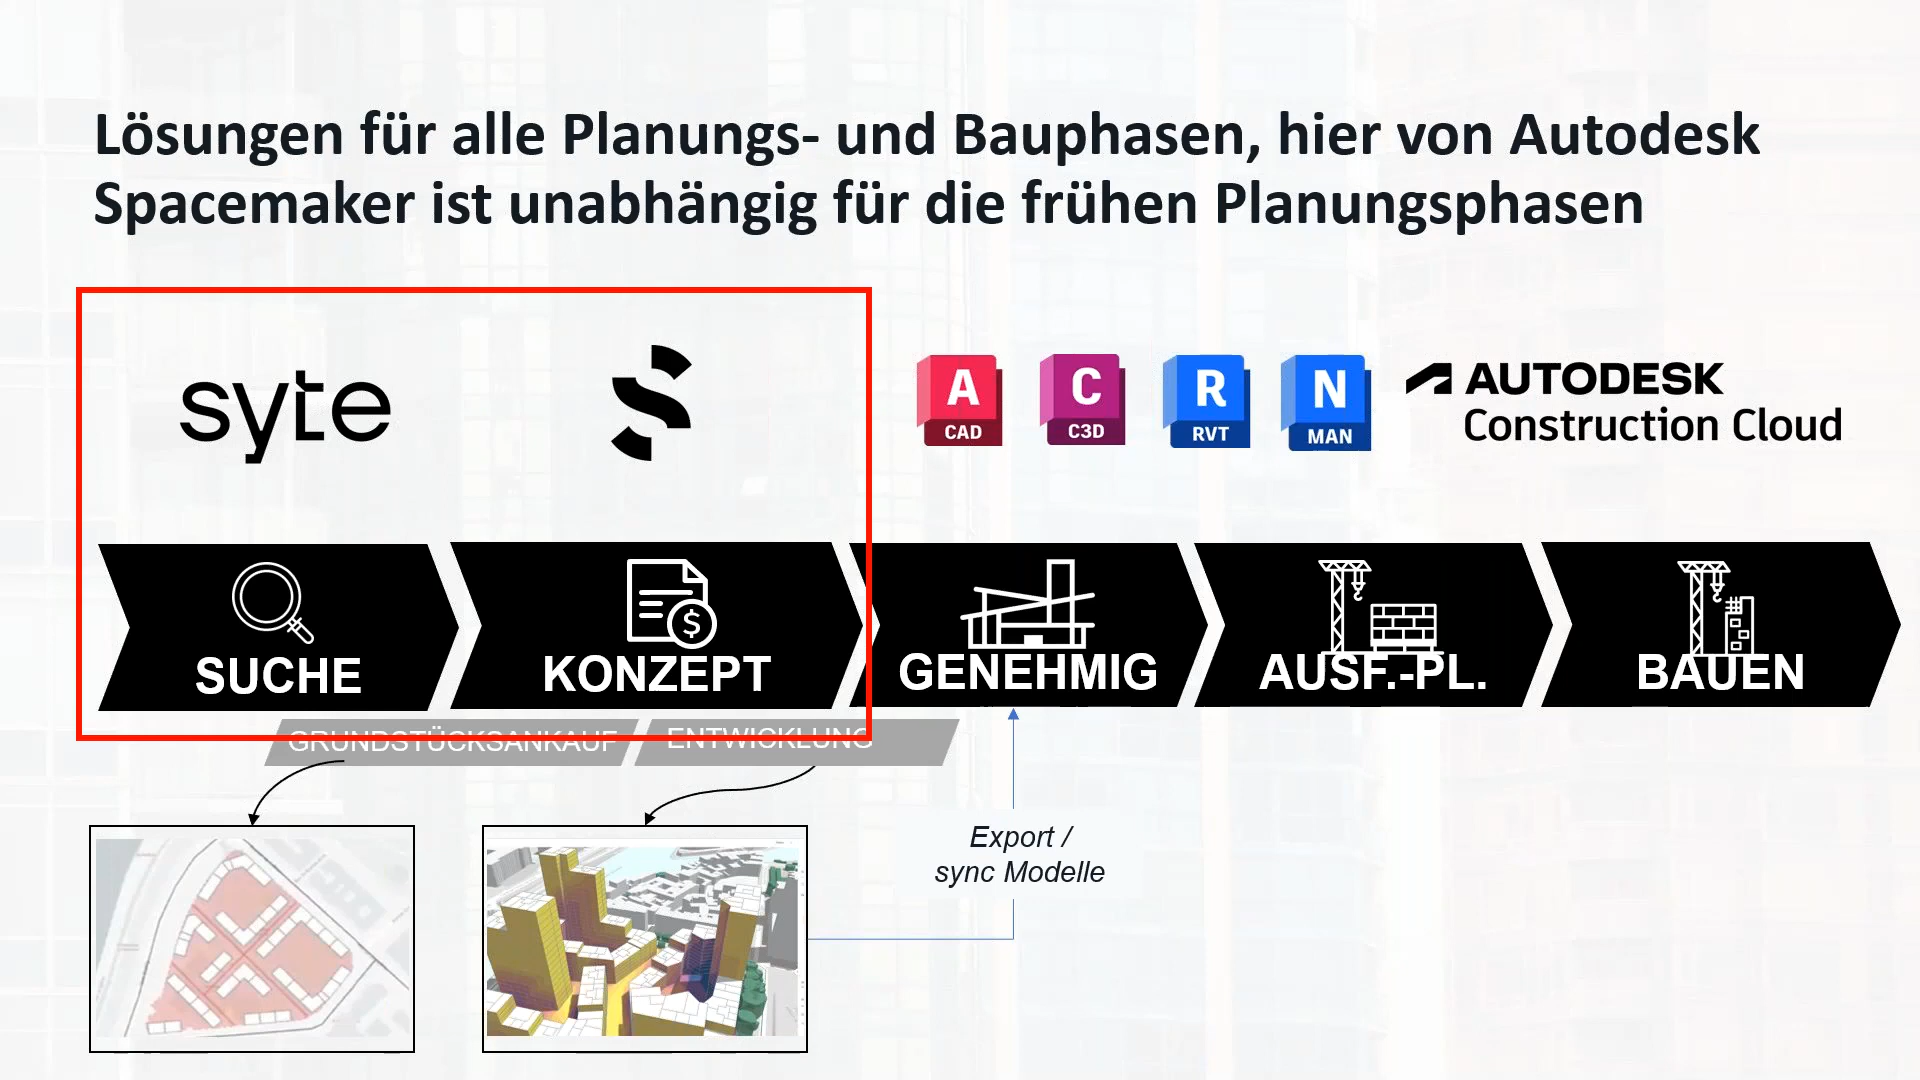 Lösungen für alle Planungs- und Bauphasen, hier von Autodesk
Spacemaker ist unabhängig für die frühen Planungsphasen
syte
A
CAD
C
C3D
R
RVT
N
MAN
AUTODESK
Construction Cloud
$
SUCHE
KONZEPT
GENEHMIG
AUSF.-PL.
BAUEN
GRUNDSTÜCKSANKAUF
ENTWICKLUNG
Export /
sync Modelle